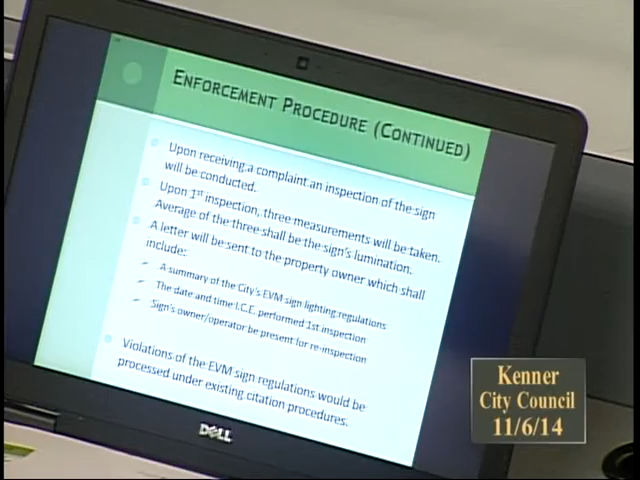 ENFORCEMENT PROCEDURE (CONTINUED)
Upon receiving a complaint an inspection of the sign
will be conducted.
Upon 1st inspection, three measurements will be taken.
Average of the three shall be the sign's lumination.
A letter will be sent to the property owner which shall
include:
A summary of the City's EVM sign lighting regulations
The date and time I.C.E. performed 1st inspection
Sign's owner/operator be present for re-inspection
Violations of the EVM sign regulations would be
processed under existing citation procedures.
DELL
Kenner
City Council
11/6/14